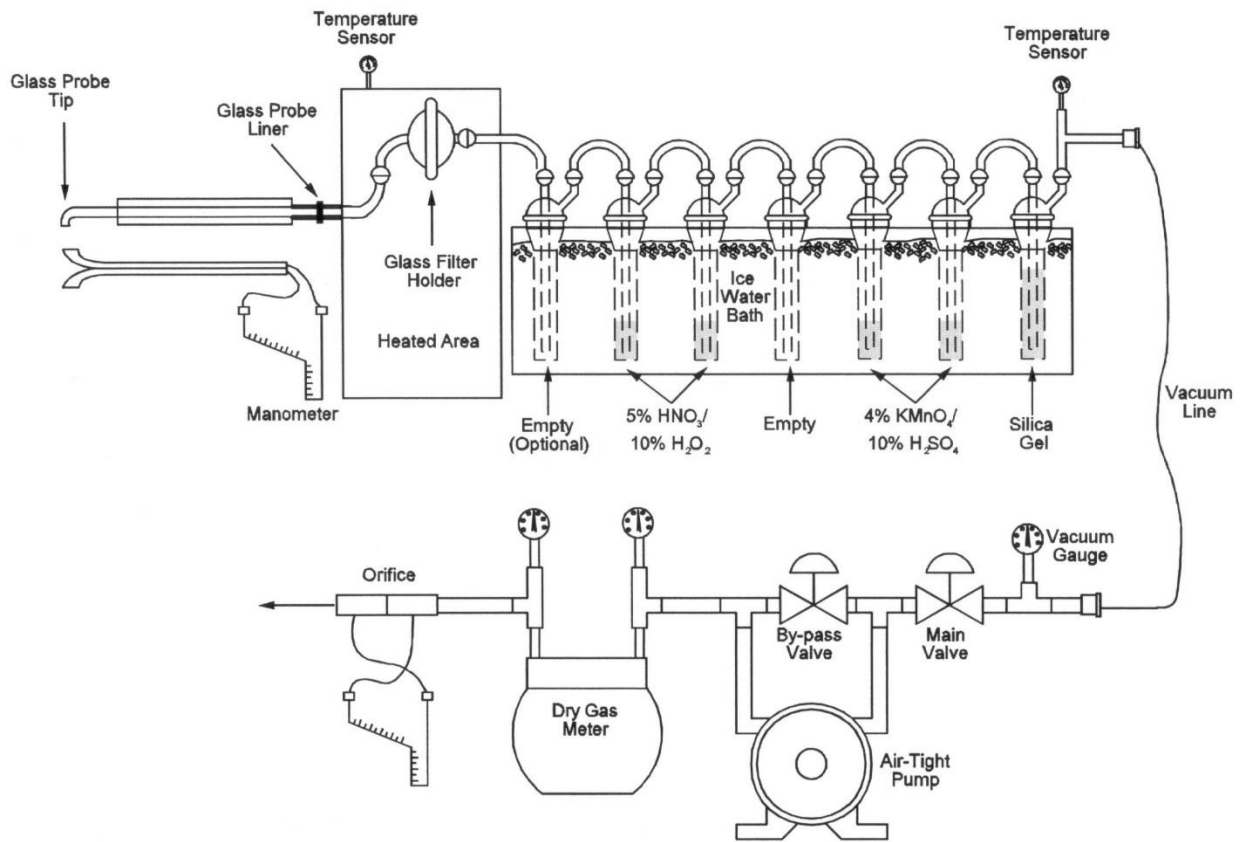 Temperature
Sensor
Temperature
Sensor
Glass Probe
Tip
Glass Probe
Liner
Glass Filter
Holder
Heated Area
Manometer
Ice
Water
Bath
Empty
(Optional)
5% HNO₃/
10% H₂O₂
Empty
4% KMnO₄/
10% H₂SO₄
Silica
Gel
Vacuum
Line
Vacuum
Gauge
Orifice
By-pass
Valve
Main
Valve
Dry Gas
Meter
Air-Tight
Pump